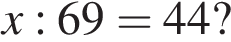 x : 69 = 44?